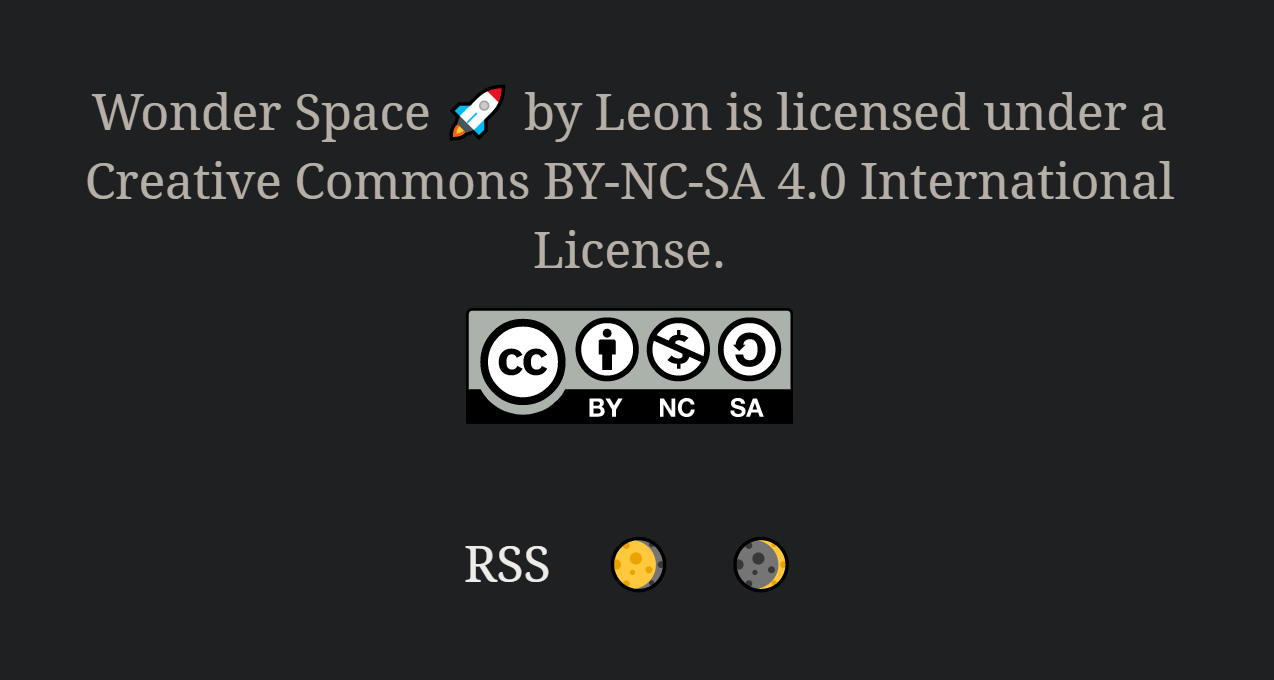 Wonder Space 🚀 by Leon is licensed under a
Creative Commons BY-NC-SA 4.0 International
License.
cc $
BY NC SA
RSS 🌖 🌒